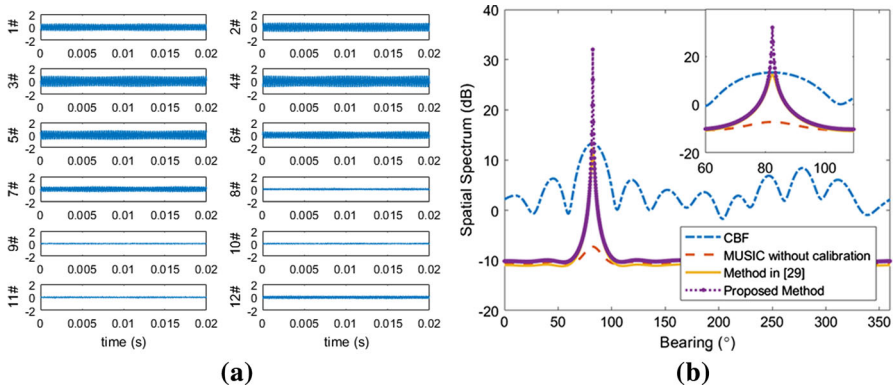 1#
2
0
-2
0 0.005 0.01 0.015 0.02
2#
2
0
-2
0 0.005 0.01 0.015 0.02
3#
2
0
-2
0 0.005 0.01 0.015 0.02
4#
2
0
-2
0 0.005 0.01 0.015 0.02
5#
2
0
-2
0 0.005 0.01 0.015 0.02
6#
2
0
-2
0 0.005 0.01 0.015 0.02
7#
2
0
-2
0 0.005 0.01 0.015 0.02
8#
2
0
-2
0 0.005 0.01 0.015 0.02
9#
2
0
-2
0 0.005 0.01 0.015 0.02
10#
2
0
-2
0 0.005 0.01 0.015 0.02
11#
2
0
-2
0 0.005 0.01 0.015 0.02
12#
2
0
-2
0 0.005 0.01 0.015 0.02
time (s)
time (s)
(a)
Spatial Spectrum (dB)
40
30
20
10
0
-10
-20
20
0
-20
60 80 100
CBF
MUSIC without calibration
Method in [29]
Proposed Method
0 50 100 150 200 250 300 350
Bearing (°)
(b)